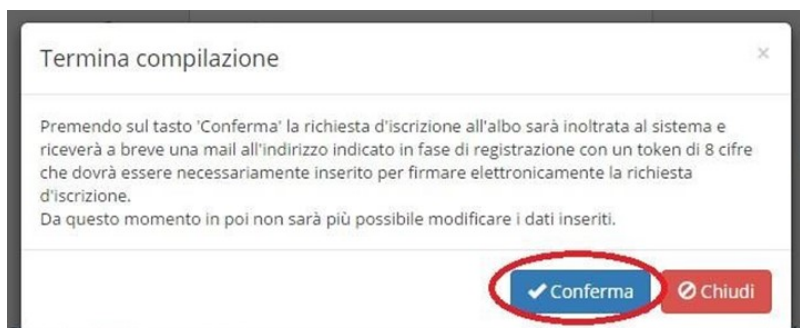 Termina compilazione
×
Premendo sul tasto 'Conferma' la richiesta d'iscrizione all'albo sarà inoltrata al sistema e
riceverà a breve una mail all'indirizzo indicato in fase di registrazione con un token di 8 cifre
che dovrà essere necessariamente inserito per firmare elettronicamente la richiesta
d'iscrizione.
Da questo momento in poi non sarà più possibile modificare i dati inseriti.
Conferma
Chiudi